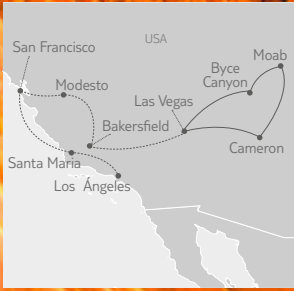 USA
San Francisco
Moab
Byce
Canyon
Modesto
Las Vegas
Bakersfield
Cameron
Santa Maria
Los Ángeles